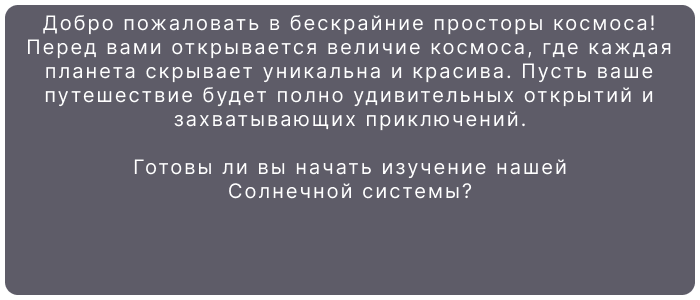 Добро пожаловать в бескрайние просторы космоса!
Перед вами открывается величие космоса, где каждая
планета скрывает уникальна и красива. Пусть ваше
путешествие будет полно удивительных открытий и
захватывающих приключений.
Готовы ли вы начать изучение нашей
Солнечной системы?